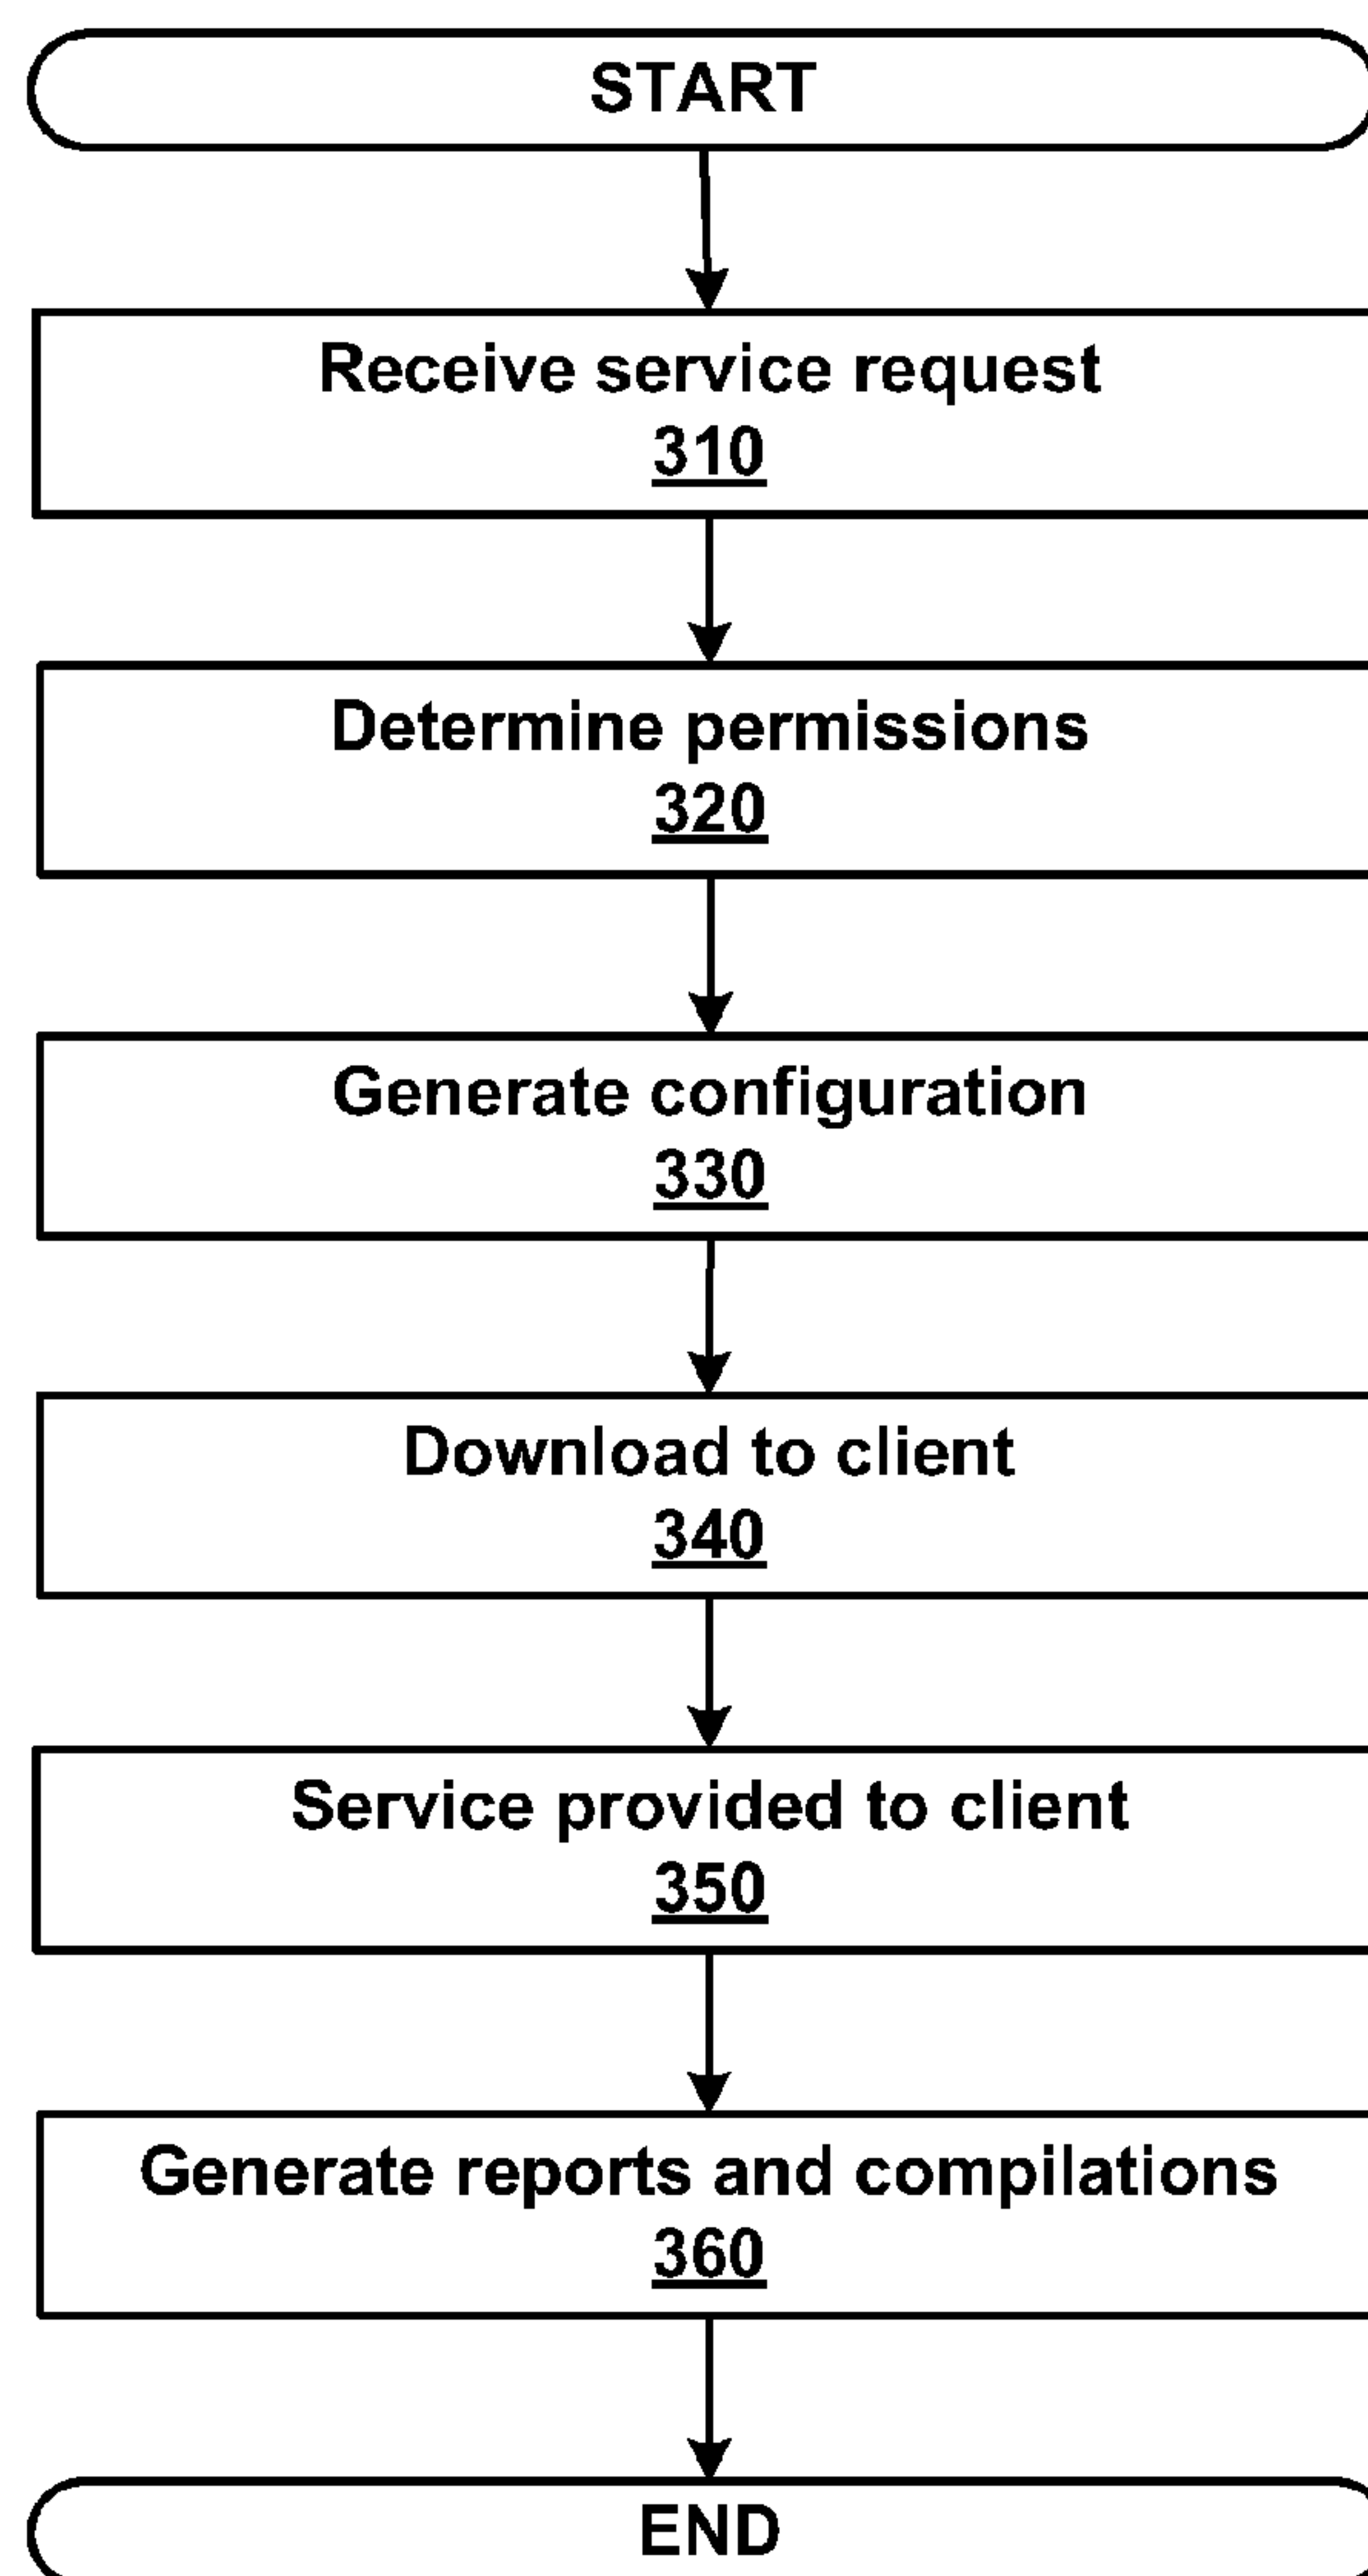 START
Receive service request
310
Determine permissions
320
Generate configuration
330
Download to client
340
Service provided to client
350
Generate reports and compilations
360
END